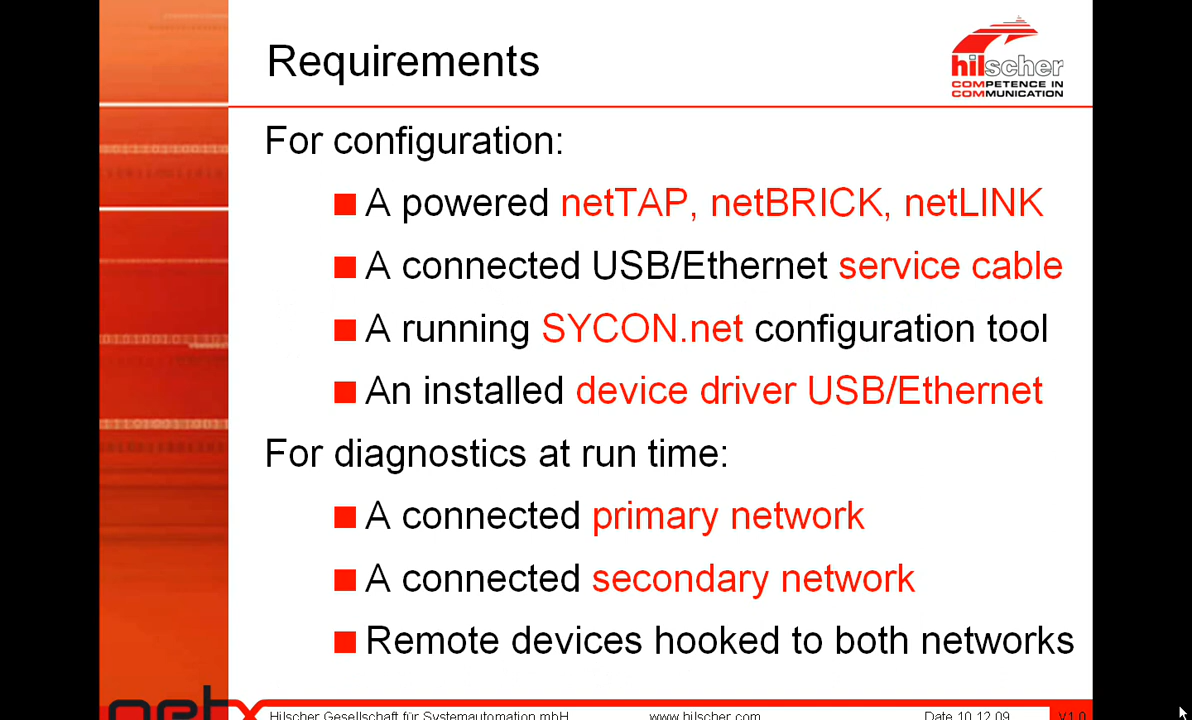 Requirements
hilscher
COMPETENCE IN
COMMUNICATION
For configuration:
A powered netTAP, netBRICK, netLINK
A connected USB/Ethernet service cable
A running SYCON.net configuration tool
An installed device driver USB/Ethernet
For diagnostics at run time:
A connected primary network
A connected secondary network
Remote devices hooked to both networks
netX
Hilscher Gesellschaft für Systemautomation mbH www.hilscher.com Date 10.12.09 V1.0